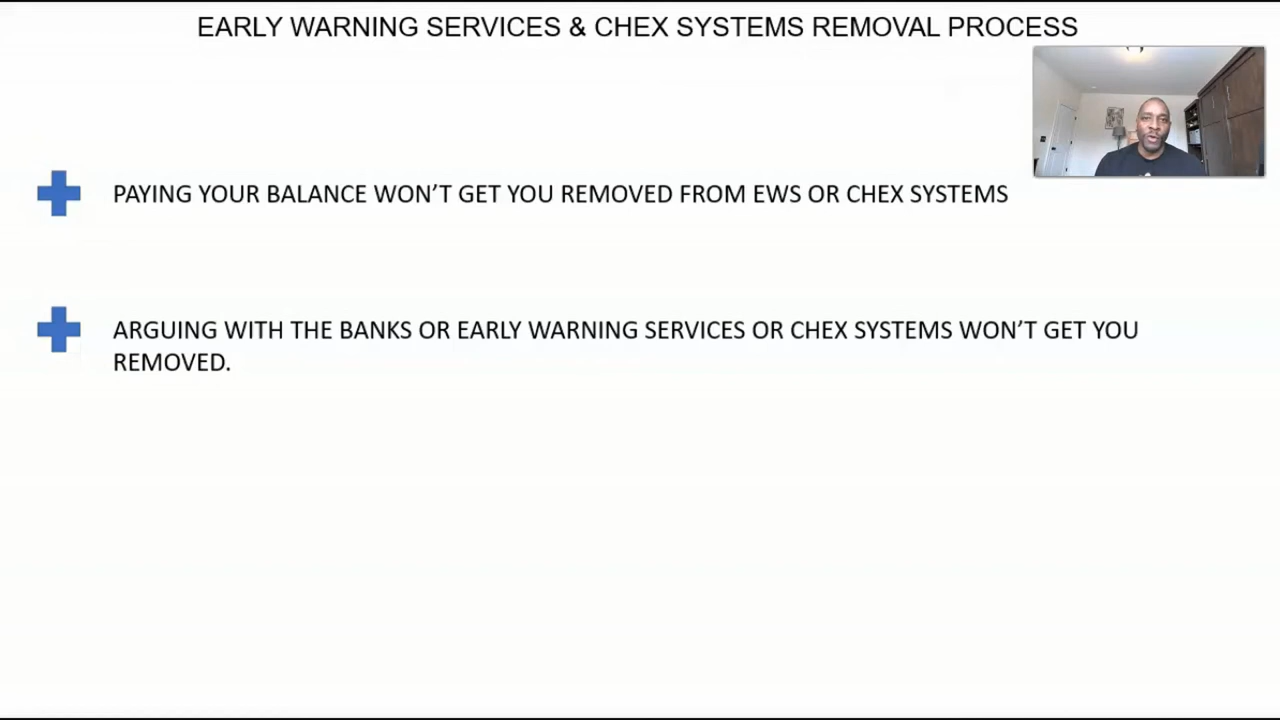 EARLY WARNING SERVICES & CHEX SYSTEMS REMOVAL PROCESS
PAYING YOUR BALANCE WON’T GET YOU REMOVED FROM EWS OR CHEX SYSTEMS
ARGUING WITH THE BANKS OR EARLY WARNING SERVICES OR CHEX SYSTEMS WON’T GET YOU
REMOVED.